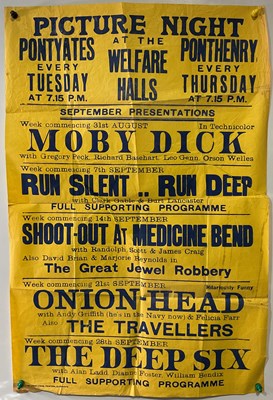 PICTURE NIGHT
PONTYATES AT THE PONTHENRY
EVERY WELFARE EVERY
TUESDAY HALLS THURSDAY
AT 7.15 P.M. AT 7.15 P.M.
SEPTEMBER PRESENTATIONS
Week commencing 31st AUGUST In Technicolor
MOBY DICK
with Gregory Peck, Richard Basehart, Leo Genn, Orson Welles
Week commencing 7th SEPTEMBER
RUN SILENT .. RUN DEEP
with Clark Gable & Burt Lancaster
FULL SUPPORTING PROGRAMME
Week commencing 14th SEPTEMBER
SHOOT-OUT AT MEDICINE BEND
with Randolph Scott & James Craig
Also David Brian & Marjorie Reynolds in
The Great Jewel Robbery
Week commencing 21st SEPTEMBER Hilariously Funny
ONION-HEAD
with Andy Griffith (he's in the Navy now) & Felicia Farr
Also THE TRAVELLERS
Week commencing 28th SEPTEMBER
THE DEEP SIX
with Alan Ladd Dianne Foster, William Bendix
FULL SUPPORTING PROGRAMME